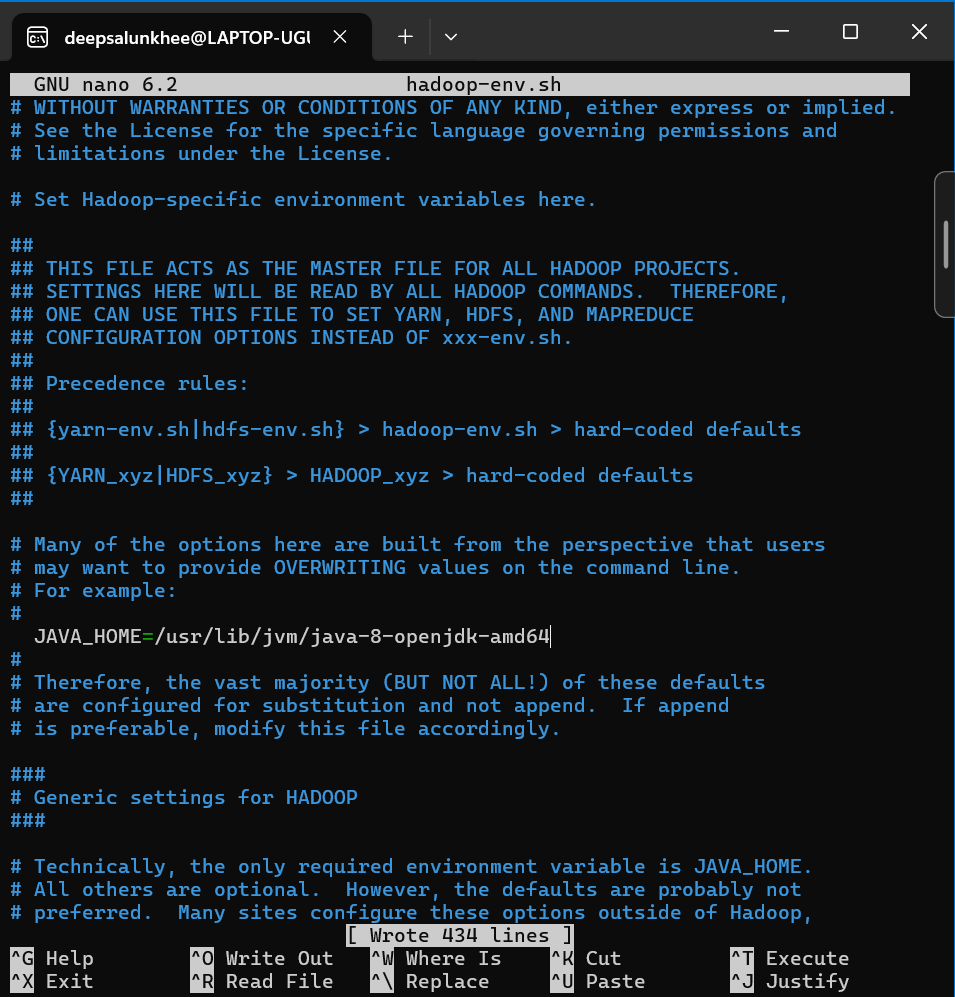 deepsalunkhee@LAPTOP-UGU
GNU nano 6.2 hadoop-env.sh
# WITHOUT WARRANTIES OR CONDITIONS OF ANY KIND, either express or implied.
# See the License for the specific language governing permissions and
# limitations under the License.
# Set Hadoop-specific environment variables here.
##
## THIS FILE ACTS AS THE MASTER FILE FOR ALL HADOOP PROJECTS.
## SETTINGS HERE WILL BE READ BY ALL HADOOP COMMANDS.  THEREFORE,
## ONE CAN USE THIS FILE TO SET YARN, HDFS, AND MAPREDUCE
## CONFIGURATION OPTIONS INSTEAD OF xxx-env.sh.
##
## Precedence rules:
##
## {yarn-env.sh|hdfs-env.sh} > hadoop-env.sh > hard-coded defaults
##
## {YARN_xyz|HDFS_xyz} > HADOOP_xyz > hard-coded defaults
##
# Many of the options here are built from the perspective that users
# may want to provide OVERWRITING values on the command line.
# For example:
#
JAVA_HOME=/usr/lib/jvm/java-8-openjdk-amd64
#
# Therefore, the vast majority (BUT NOT ALL!) of these defaults
# are configured for substitution and not append.  If append
# is preferable, modify this file accordingly.
###
# Generic settings for HADOOP
###
# Technically, the only required environment variable is JAVA_HOME.
# All others are optional.  However, the defaults are probably not
# preferred.  Many sites configure these options outside of Hadoop,
[ Wrote 434 lines ]
^G Help ^O Write Out ^W Where Is ^K Cut ^T Execute
^X Exit ^R Read File ^\ Replace ^U Paste ^J Justify